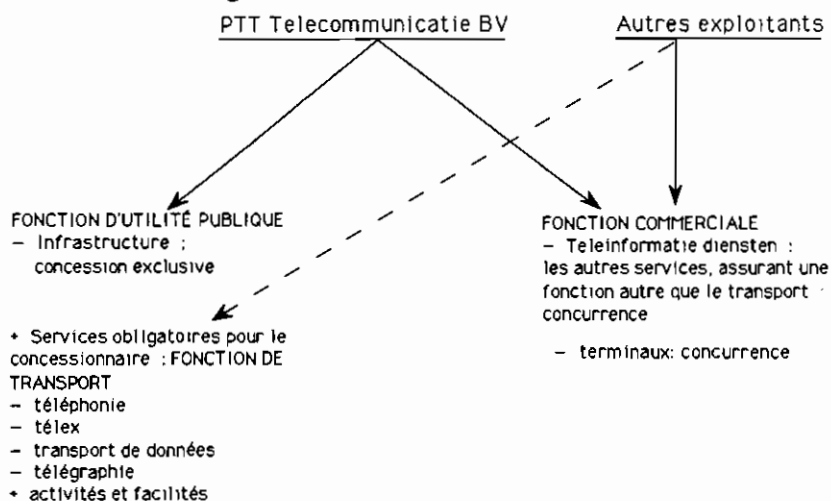 PTT Telecommunicatie BV
Autres exploitants
FONCTION D'UTILITÉ PUBLIQUE
– Infrastructure :
concession exclusive
+ Services obligatoires pour le
concessionnaire : FONCTION DE
TRANSPORT
– téléphonie
– télex
– transport de données
– télégraphie
+ activités et facilités
FONCTION COMMERCIALE
– Teleinformatie diensten :
les autres services, assurant une
fonction autre que le transport
concurrence
– terminaux: concurrence